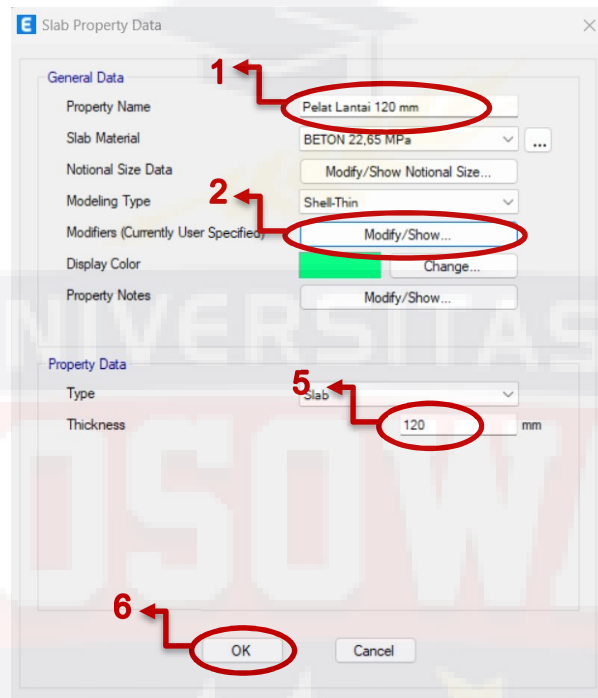 E Slab Property Data
1
General Data
Property Name Pelat Lantai 120 mm
Slab Material BETON 22,65 MPa ...
Notional Size Data Modify/Show Notional Size...
2
Modeling Type Shell-Thin
Modifiers (Currently User Specified) Modify/Show...
Display Color Change...
Property Notes Modify/Show...
UNIVERSITAS
Property Data
5
Type Slab
Thickness 120 mm
BOSOWA
6
OK Cancel